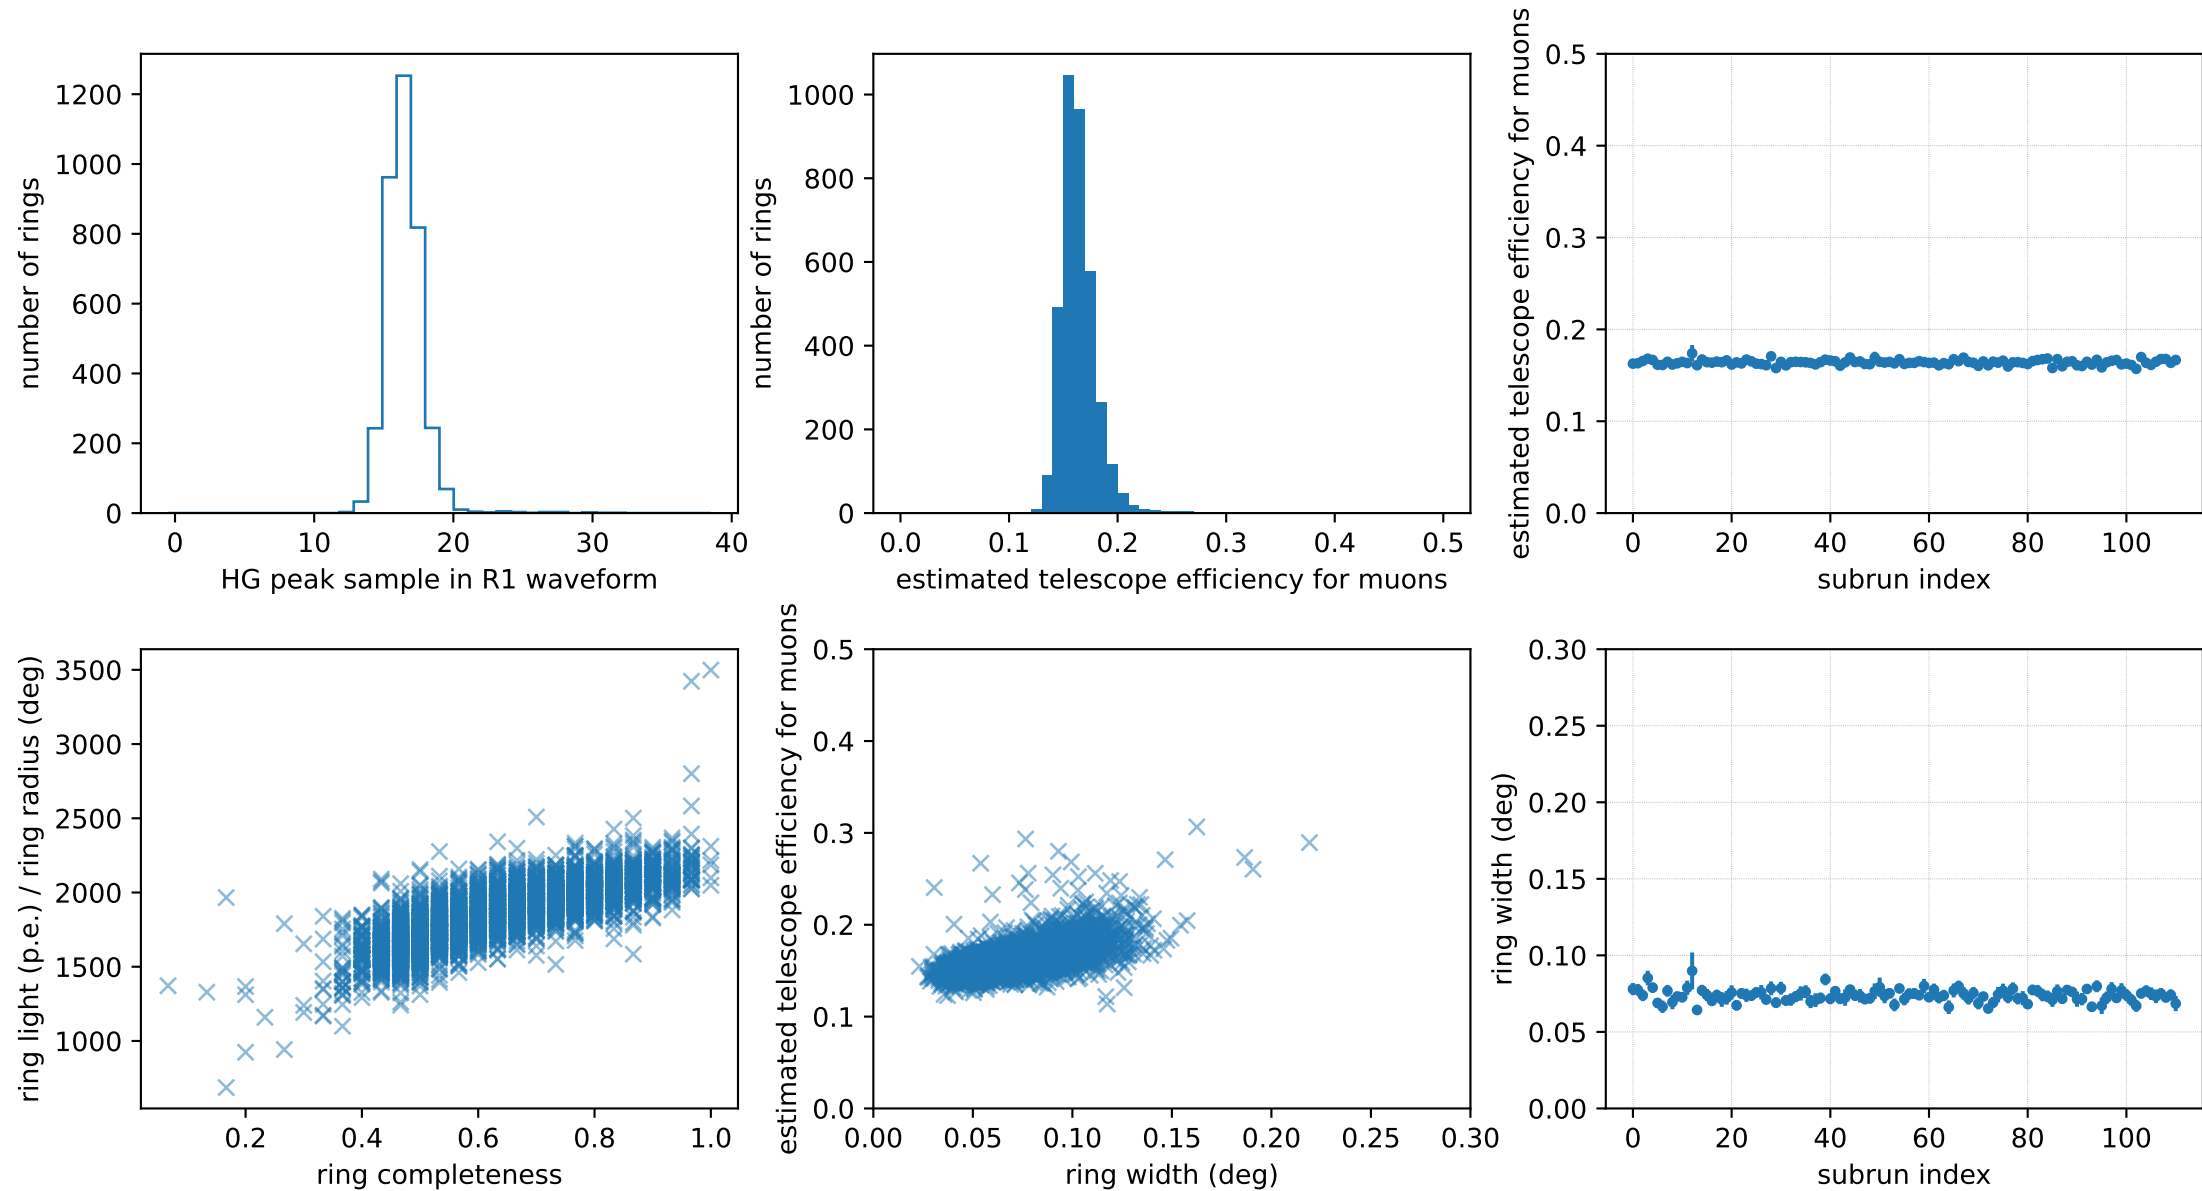 number of rings
1200
1000
800
600
400
200
0
0 10 20 30 40
HG peak sample in R1 waveform
number of rings
1000
800
600
400
200
0
0.0 0.1 0.2 0.3 0.4 0.5
estimated telescope efficiency for muons
estimated telescope efficiency for muons
0.5
0.4
0.3
0.2
0.1
0.0
0 20 40 60 80 100
subrun index
ring light (p.e.) / ring radius (deg)
3500
3000
2500
2000
1500
1000
0.2 0.4 0.6 0.8 1.0
ring completeness
estimated telescope efficiency for muons
0.5
0.4
0.3
0.2
0.1
0.0
0.00 0.05 0.10 0.15 0.20 0.25 0.30
ring width (deg)
ring width (deg)
0.30
0.25
0.20
0.15
0.10
0.05
0.00
0 20 40 60 80 100
subrun index